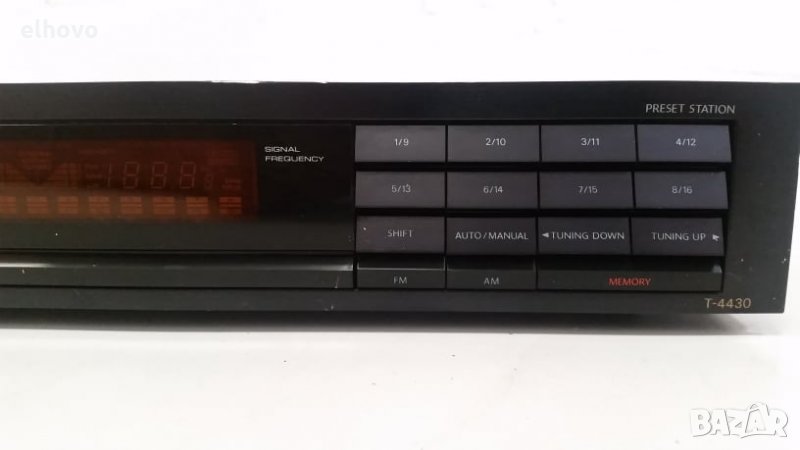 elhovo
PRESET STATION
SIGNAL
FREQUENCY
1/9 2/10 3/11 4/12
5/13 6/14 7/15 8/16
SHIFT AUTO/MANUAL ◄TUNING DOWN TUNING UP ►
FM AM MEMORY
T-4430
BAZAR